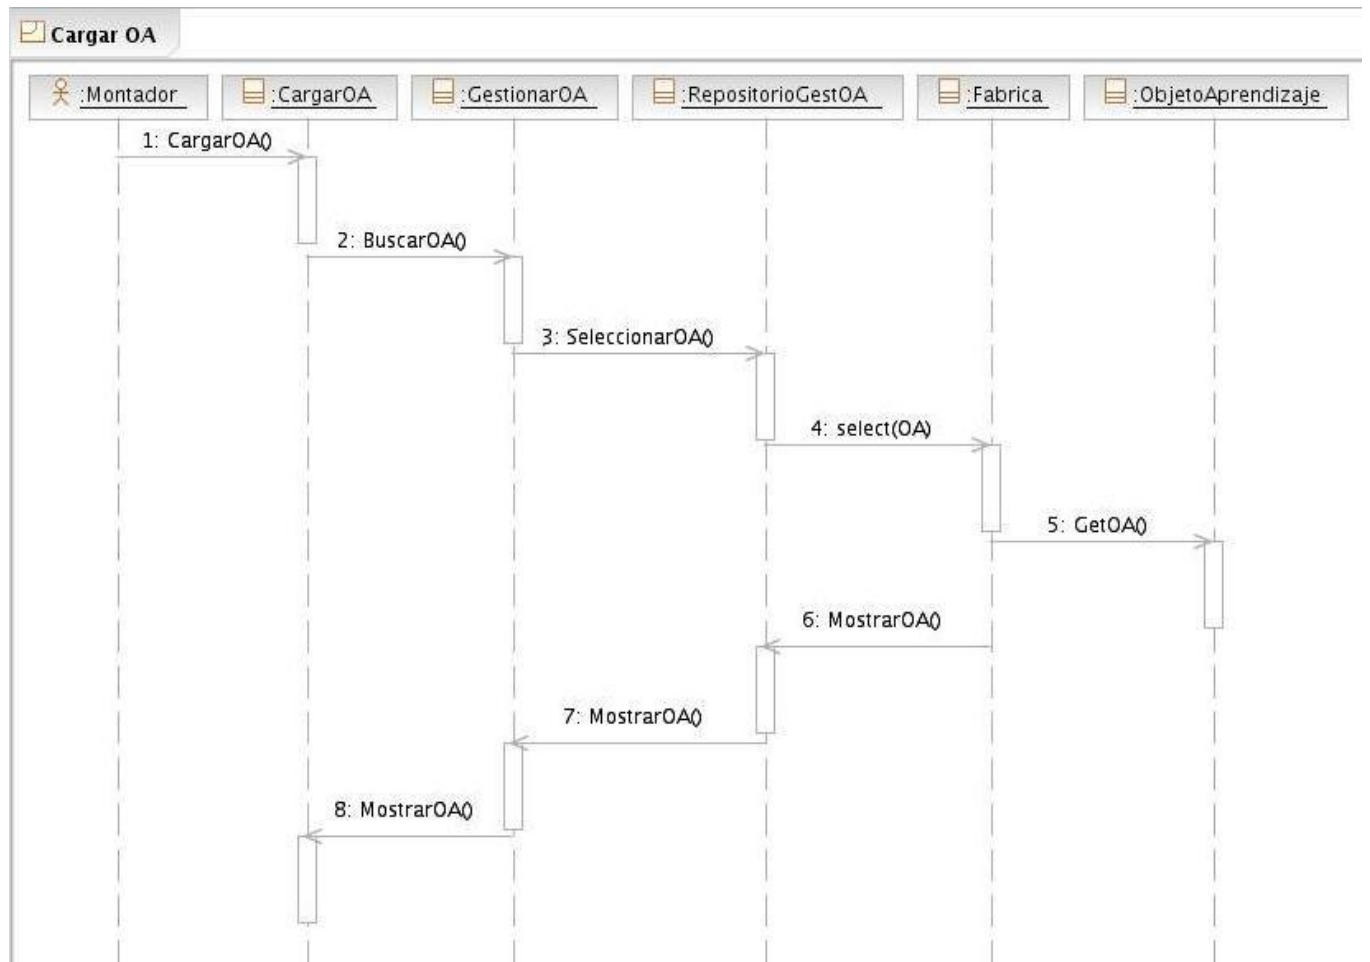 Cargar OA
:Montador :CargarOA :GestionarOA :RepositorioGestOA :Fabrica :ObjetoAprendizaje
1: CargarOA()
2: BuscarOA()
3: SeleccionarOA()
4: select(OA)
5: GetOA()
6: MostrarOA()
7: MostrarOA()
8: MostrarOA()